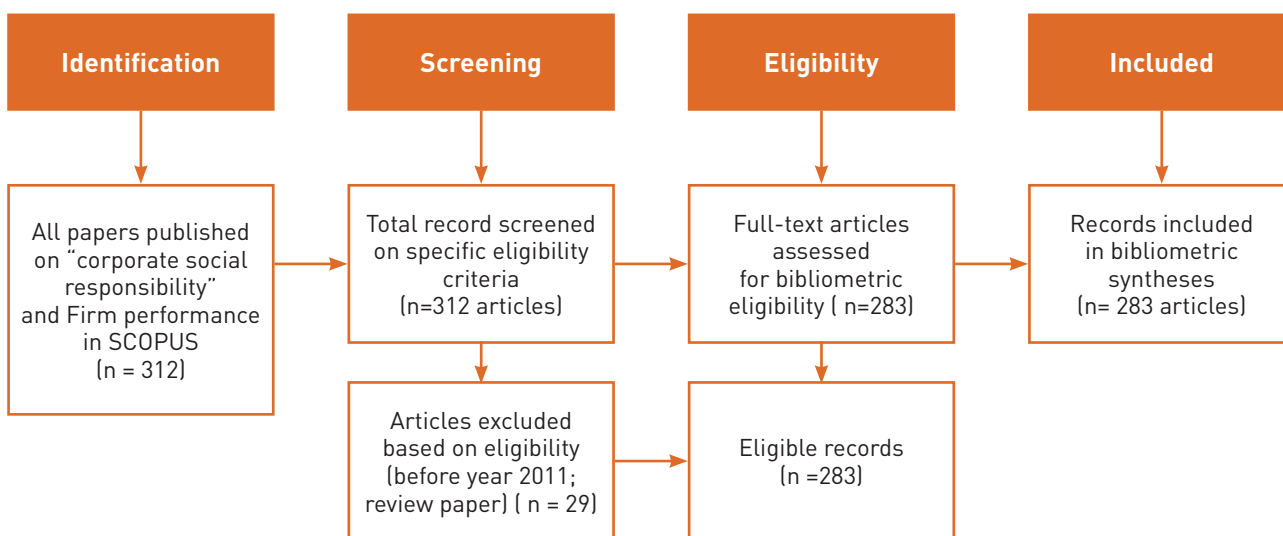 Identification
Screening
Eligibility
Included
All papers published
on “corporate social
responsibility”
and Firm performance
in SCOPUS
(n = 312)
Total record screened
on specific eligibility
criteria
(n=312 articles)
Full-text articles
assessed
for bibliometric
eligibility ( n=283)
Records included
in bibliometric
syntheses
(n= 283 articles)
Articles excluded
based on eligibility
(before year 2011;
review paper) ( n = 29)
Eligible records
(n =283)